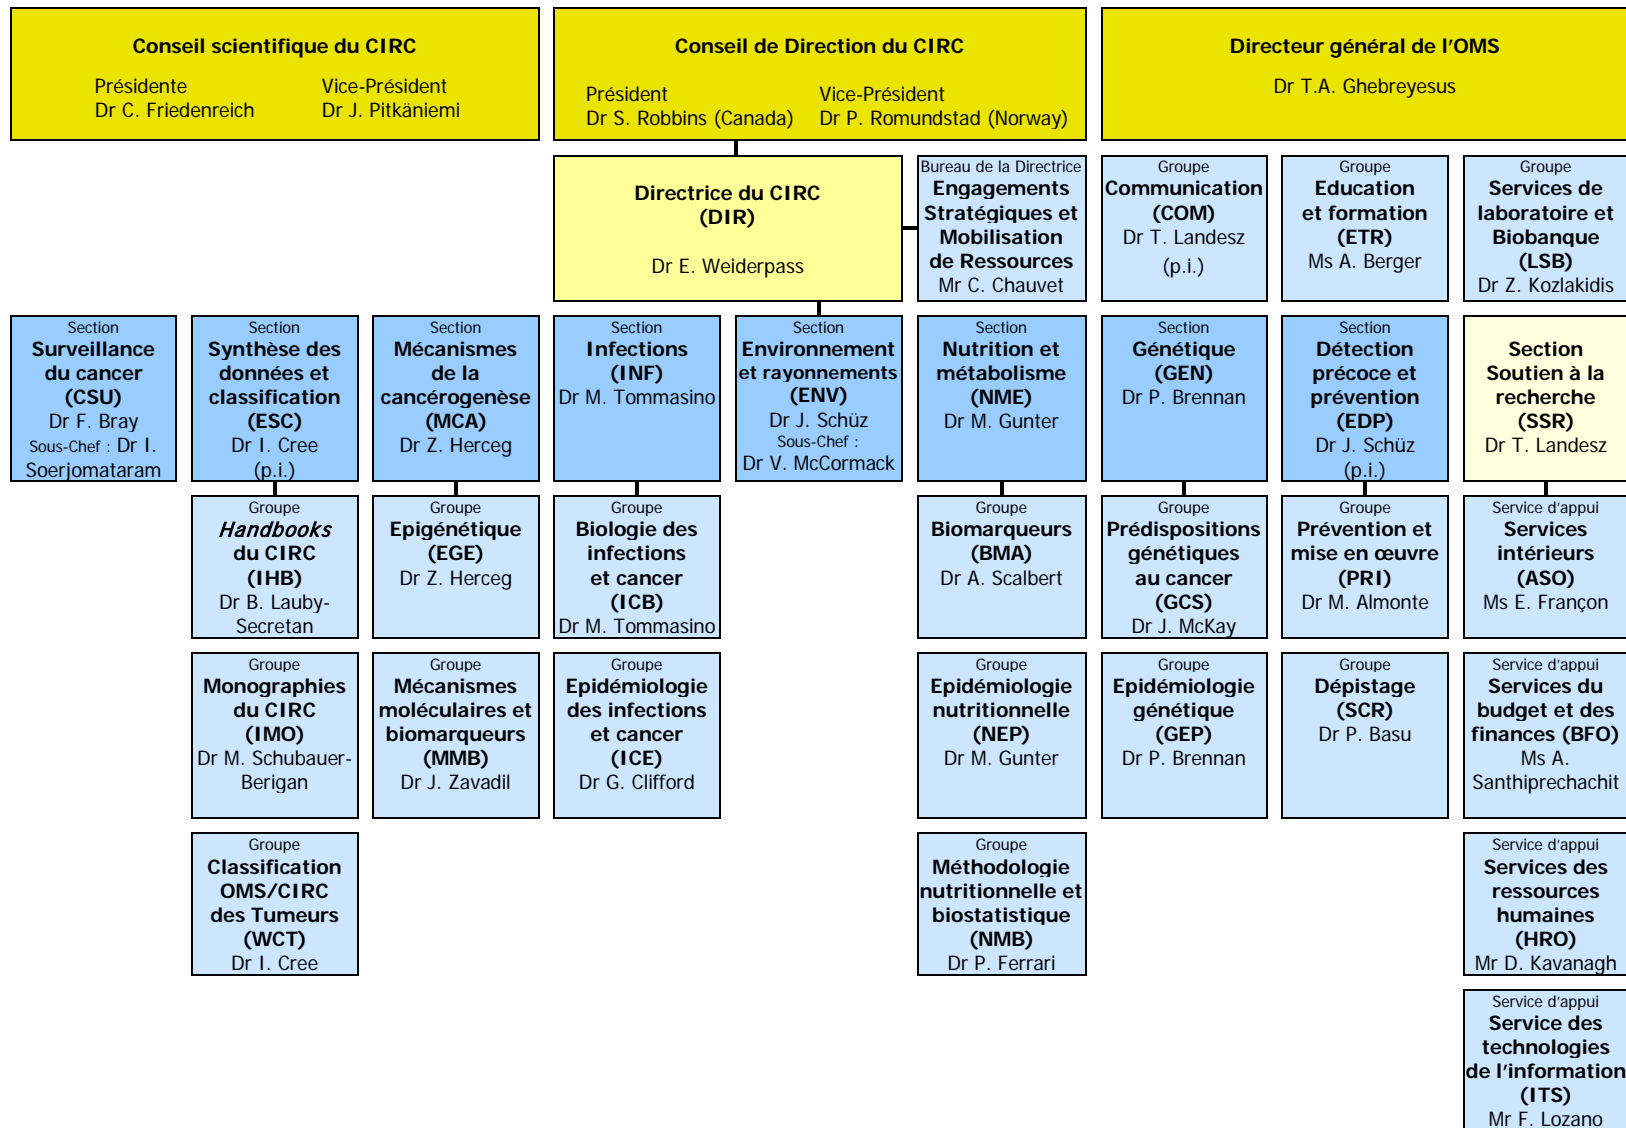 Conseil scientifique du CIRC
Présidente
Dr C. Friedenreich
Vice-Président
Dr J. Pitkäniemi
Conseil de Direction du CIRC
Président
Dr S. Robbins (Canada)
Vice-Président
Dr P. Romundstad (Norway)
Directeur général de l'OMS
Dr T.A. Ghebreyesus
Directrice du CIRC
(DIR)
Dr E. Weiderpass
Bureau de la Directrice
Engagements
Stratégiques et
Mobilisation
de Ressources
Mr C. Chauvet
Groupe
Communication
(COM)
Dr T. Landesz
(p.i.)
Groupe
Education
et formation
(ETR)
Ms A. Berger
Groupe
Services de
laboratoire et
Biobanque
(LSB)
Dr Z. Kozlakidis
Section
Surveillance
du cancer
(CSU)
Dr F. Bray
Sous-Chef : Dr I.
Soerjomataram
Section
Synthèse des
données et
classification
(ESC)
Dr I. Cree
(p.i.)
Section
Mécanismes
de la
cancérogenèse
(MCA)
Dr Z. Herceg
Section
Infections
(INF)
Dr M. Tommasino
Section
Environnement
et rayonnements
(ENV)
Dr J. Schüz
Sous-Chef :
Dr V. McCormack
Section
Nutrition et
métabolisme
(NME)
Dr M. Gunter
Section
Génétique
(GEN)
Dr P. Brennan
Section
Détection
précoce et
prévention
(EDP)
Dr J. Schüz
(p.i.)
Section
Soutien à la
recherche
(SSR)
Dr T. Landesz
Groupe
Handbooks
du CIRC
(IHB)
Dr B. Lauby-
Secretan
Groupe
Epigénétique
(EGE)
Dr Z. Herceg
Groupe
Biologie des
infections
et cancer
(ICB)
Dr M. Tommasino
Groupe
Biomarqueurs
(BMA)
Dr A. Scalbert
Groupe
Prédispositions
génétiques
au cancer
(GCS)
Dr J. McKay
Groupe
Prévention et
mise en œuvre
(PRI)
Dr M. Almonte
Service d'appui
Services
intérieurs
(ASO)
Ms E. Françon
Groupe
Monographies
du CIRC
(IMO)
Dr M. Schubauer-
Berigan
Groupe
Mécanismes
moléculaires et
biomarqueurs
(MMB)
Dr J. Zavadil
Groupe
Epidémiologie
des infections
et cancer
(ICE)
Dr G. Clifford
Groupe
Epidémiologie
nutritionnelle
(NEP)
Dr M. Gunter
Groupe
Epidémiologie
génétique
(GEP)
Dr P. Brennan
Groupe
Dépistage
(SCR)
Dr P. Basu
Service d'appui
Services du
budget et des
finances (BFO)
Ms A.
Santhiprechachit
Groupe
Classification
OMS/CIRC
des Tumeurs
(WCT)
Dr I. Cree
Groupe
Méthodologie
nutritionnelle et
biostatistique
(NMB)
Dr P. Ferrari
Service d'appui
Services des
ressources
humaines
(HRO)
Mr D. Kavanagh
Service d'appui
Service des
technologies
de l'information
(ITS)
Mr F. Lozano